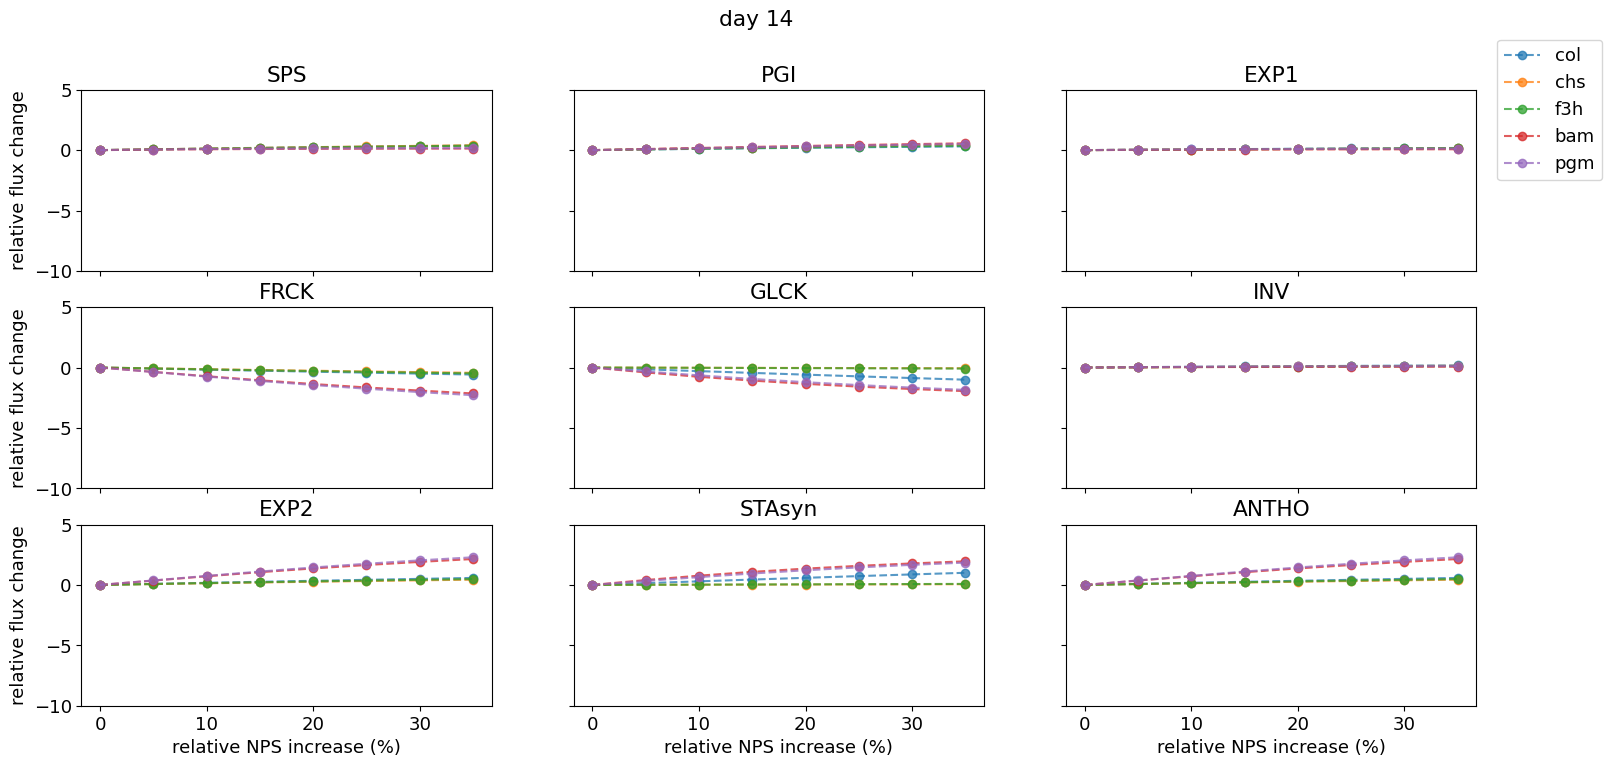 day 14
SPS
PGI
EXP1
col
chs
f3h
bam
pgm
relative flux change
5
0
−5
−10
FRCK
GLCK
INV
relative flux change
5
0
−5
−10
EXP2
STAsyn
ANTHO
relative flux change
5
0
−5
−10
0 10 20 30
0 10 20 30
0 10 20 30
relative NPS increase (%)
relative NPS increase (%)
relative NPS increase (%)